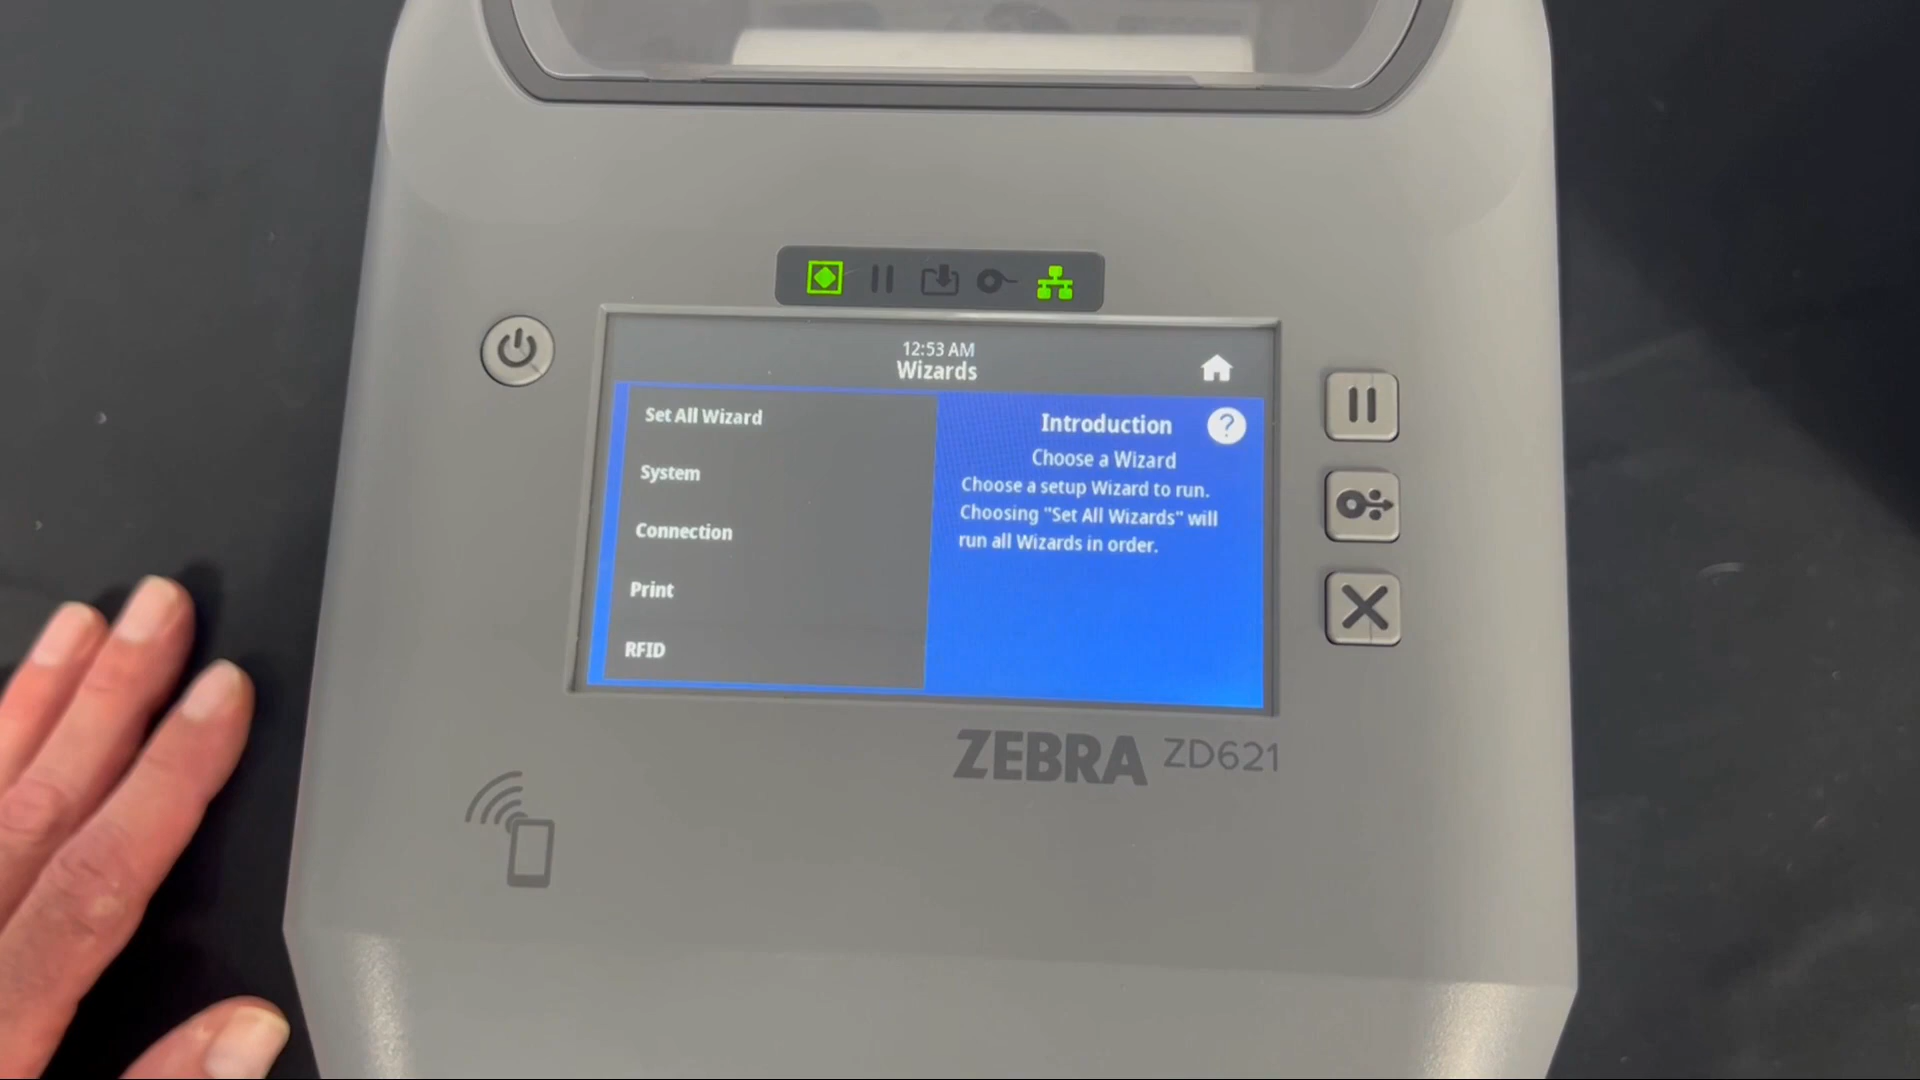 12:53 AM
Wizards
Set All Wizard
System
Connection
Print
RFID
Introduction
?
Choose a Wizard
Choose a setup Wizard to run.
Choosing "Set All Wizards" will
run all Wizards in order.
ZEBRA ZD621